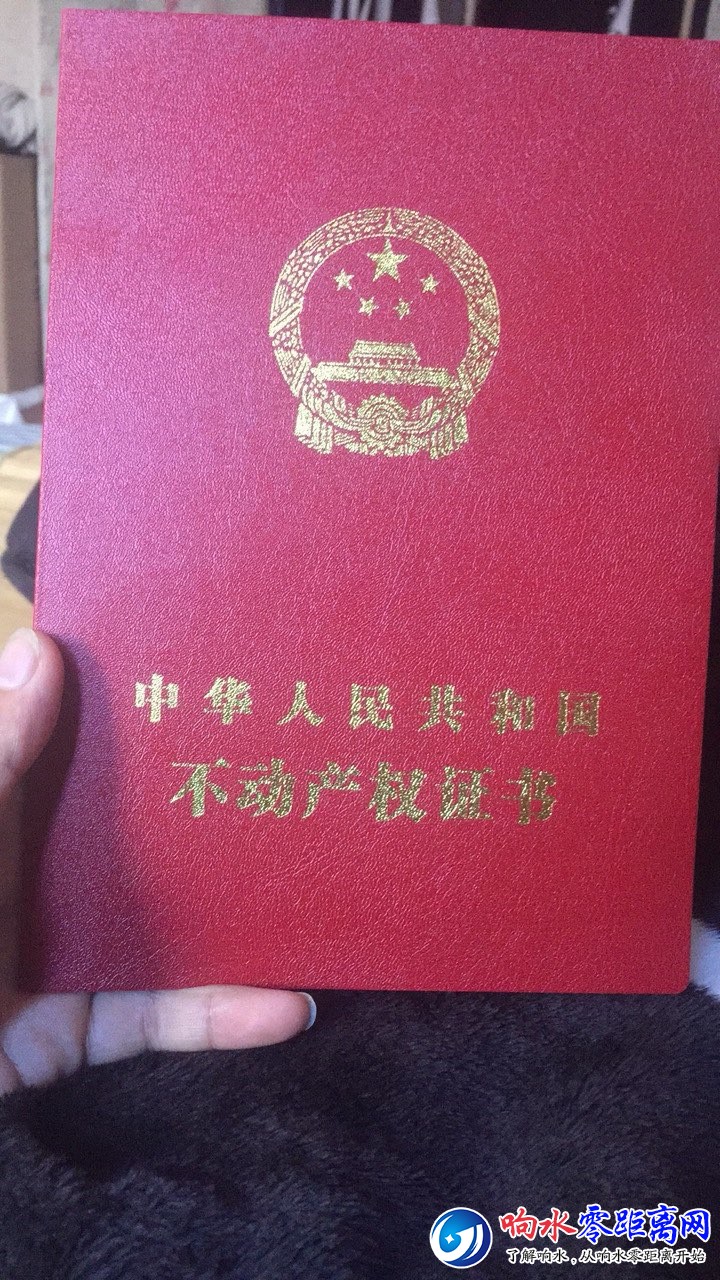 中华人民共和国
不动产权证书
响水零距离网
了解响水，从响水零距离开始